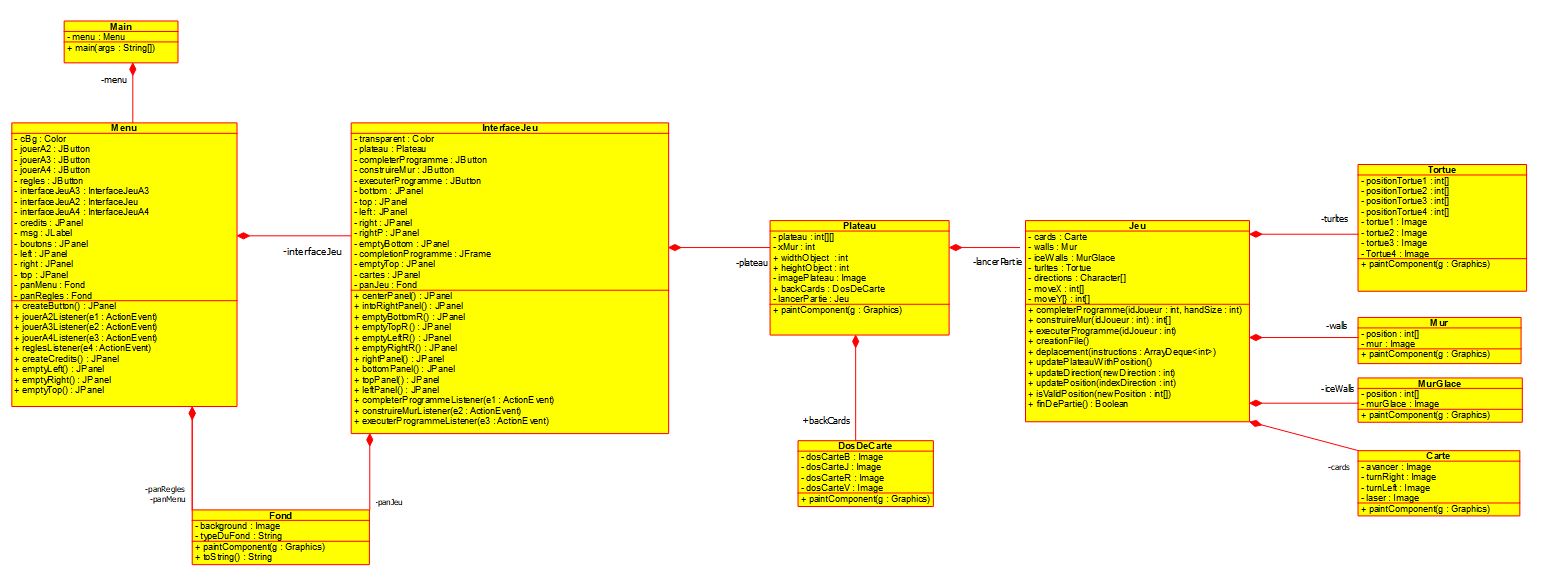 Main
- menu : Menu
+ main(args : String[])
-menu
Menu
- cBg : Color
- jouerA2 : JButton
- jouerA3 : JButton
- jouerA4 : JButton
- regles : JButton
- interfaceJeuA3 : InterfaceJeuA3
- interfaceJeuA2 : InterfaceJeu
- interfaceJeuA4 : InterfaceJeuA4
- credits : JPanel
- msg : JLabel
- boutons : JPanel
- left : JPanel
- right : JPanel
- top : JPanel
- panMenu : Fond
- panRegles : Fond
+ createButton() : JPanel
+ jouerA2Listener(e1 : ActionEvent)
+ jouerA3Listener(e2 : ActionEvent)
+ jouerA4Listener(e3 : ActionEvent)
+ reglesListener(e4 : ActionEvent)
+ createCredits() : JPanel
+ emptyLeft() : JPanel
+ emptyRight() : JPanel
+ emptyTop() : JPanel
-interfaceJeu
InterfaceJeu
- transparent : Color
- plateau : Plateau
- completerProgramme : JButton
- construireMur : JButton
- executerProgramme : JButton
- bottom : JPanel
- top : JPanel
- left : JPanel
- right : JPanel
- rightP : JPanel
- emptyBottom : JPanel
- completionProgramme : JFrame
- emptyTop : JPanel
- cartes : JPanel
- panJeu : Fond
+ centerPanel() : JPanel
+ intoRightPanel() : JPanel
+ emptyBottomR() : JPanel
+ emptyTopR() : JPanel
+ emptyLeftR() : JPanel
+ emptyRightR() : JPanel
+ rightPanel() : JPanel
+ bottomPanel() : JPanel
+ topPanel() : JPanel
+ leftPanel() : JPanel
+ completerProgrammeListener(e1 : ActionEvent)
+ construireMurListener(e2 : ActionEvent)
+ executerProgrammeListener(e3 : ActionEvent)
-panRegles
-panMenu
-panJeu
Fond
- background : Image
- typeDuFond : String
+ paintComponent(g : Graphics)
+ toString() : String
-plateau
Plateau
- plateau : int[][]
- xMur : int
+ widthObject : int
+ heightObject : int
- imagePlateau : Image
+ backCards : DosDeCarte
- lancerPartie : Jeu
+ paintComponent(g : Graphics)
+backCards
DosDeCarte
- dosCarteB : Image
- dosCarteJ : Image
- dosCarteR : Image
- dosCarteV : Image
+ paintComponent(g : Graphics)
-lancerPartie
Jeu
- cards : Carte
- walls : Mur
- iceWalls : MurGlace
- turltes : Tortue
- directions : Character[]
- moveX : int[]
- moveY[} : int[]
+ completerProgramme(idJoueur : int, handSize : int)
+ construireMur(idJoueur : int) : int[]
+ executerProgramme(idJoueur : int)
+ creationFile()
+ deplacement(instructions : ArrayDeque<int>)
+ updatePlateauWithPosition()
+ updateDirection(newDirection : int)
+ updatePosition(indexDirection : int)
+ isValidPosition(newPosition : int[])
+ finDePartie() : Boolean
-turltes
Tortue
- positionTortue1 : int[]
- positionTortue2 : int[]
- positionTortue3 : int[]
- positionTortue4 : int[]
- tortue1 : Image
- tortue2 : Image
- tortue3 : Image
- Tortue4 : Image
+ paintComponent(g : Graphics)
-walls
Mur
- position : int[]
- mur : Image
+ paintComponent(g : Graphics)
-iceWalls
MurGlace
- position : int[]
- murGlace : Image
+ paintComponent(g : Graphics)
-cards
Carte
- avancer : Image
- turnRight : Image
- turnLeft : Image
- laser : Image
+ paintComponent(g : Graphics)